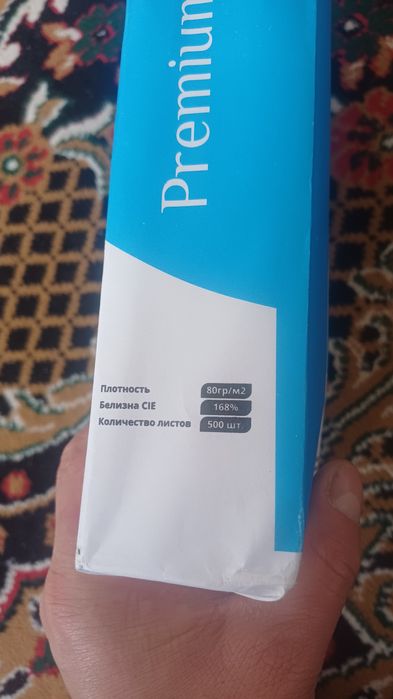 Premium
Плотность 80гр/м2
Белизна CIE 168%
Количество листов 500 шт